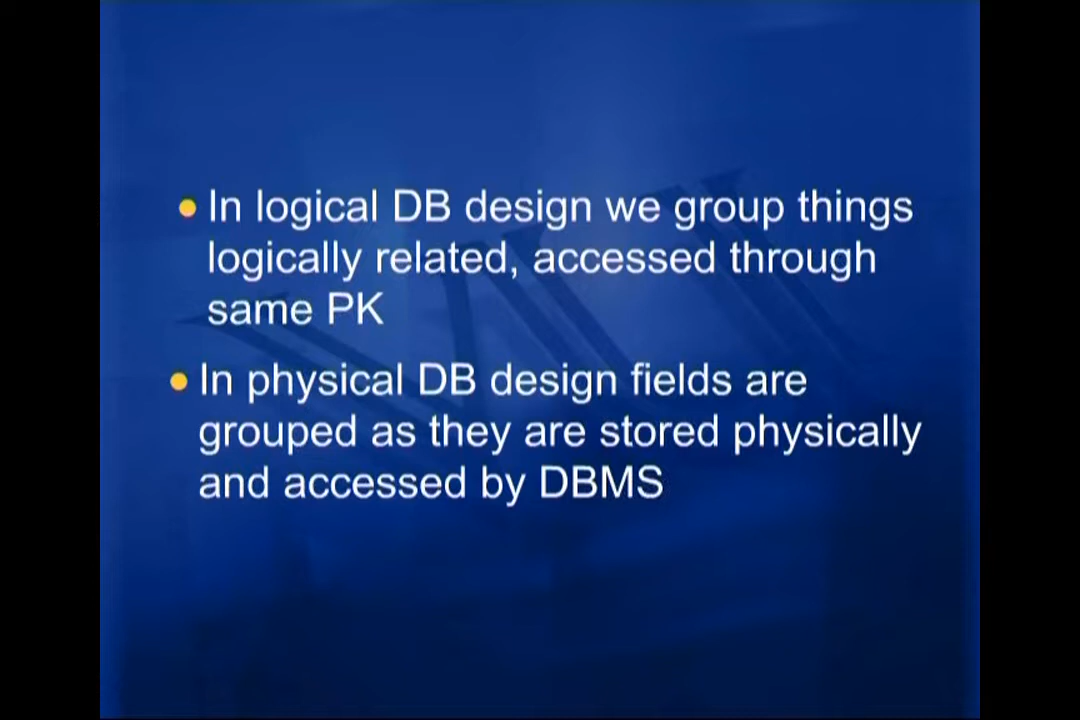 • In logical DB design we group things
logically related, accessed through
same PK
• In physical DB design fields are
grouped as they are stored physically
and accessed by DBMS